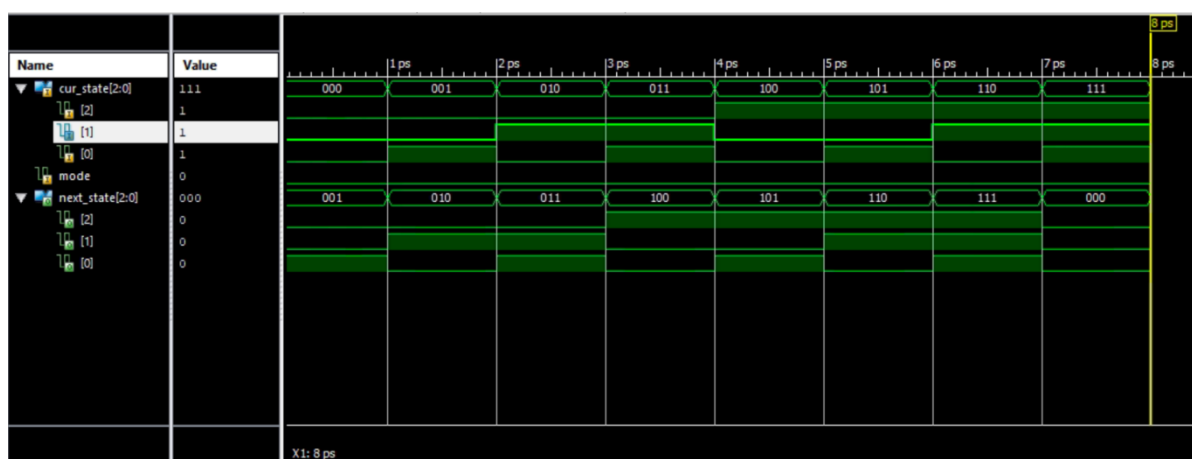 8 ps
Name Value
1 ps 2 ps 3 ps 4 ps 5 ps 6 ps 7 ps 8 ps
cur_state[2:0] 111 000 001 010 011 100 101 110 111
[2] 1
[1] 1
[0] 1
mode 0
next_state[2:0] 000 001 010 011 100 101 110 111 000
[2] 0
[1] 0
[0] 0
X1: 8 ps